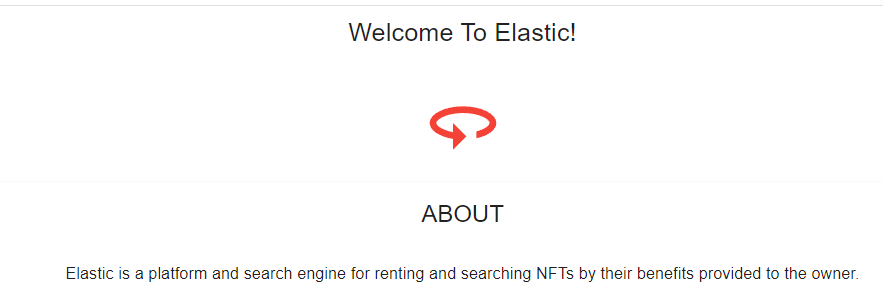 Welcome To Elastic!
ABOUT
Elastic is a platform and search engine for renting and searching NFTs by their benefits provided to the owner.